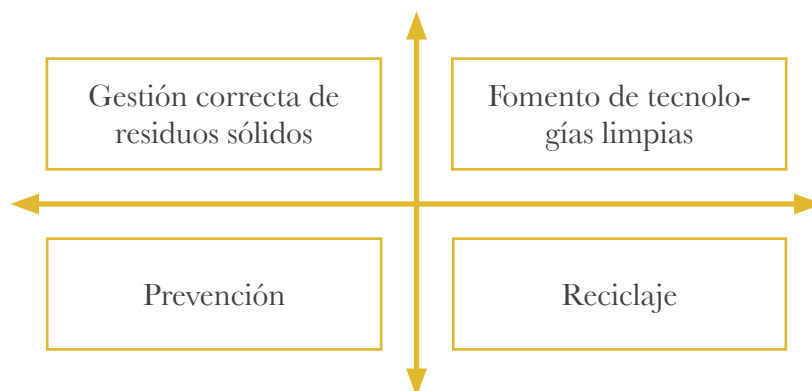 Gestión correcta de
residuos sólidos
Fomento de tecnolo-
gías limpias
Prevención
Reciclaje